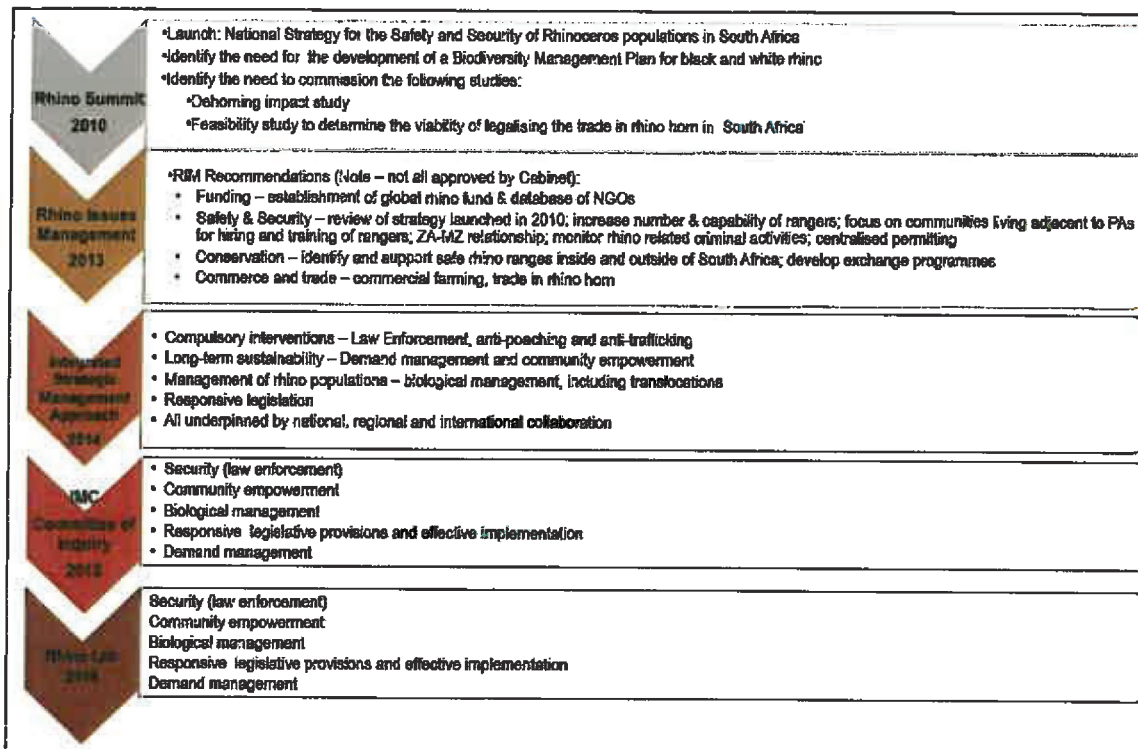 Rhino Summit
2010
•Launch: National Strategy for the Safety and Security of Rhinoceros populations in South Africa
•Identify the need for the development of a Biodiversity Management Plan for black and white rhino
•Identify the need to commission the following studies:
•Dehorning impact study
•Feasibility study to determine the viability of legalising the trade in rhino horn in South Africa
Rhino Issues
Management
2013
•RIM Recommendations (Note – not all approved by Cabinet):
• Funding – establishment of global rhino fund & database of NGOs
• Safety & Security – review of strategy launched in 2010; increase number & capability of rangers; focus on communities living adjacent to PAs
for hiring and training of rangers; ZA-MZ relationship; monitor rhino related criminal activities; centralised permitting
• Conservation – identify and support safe rhino ranges inside and outside of South Africa; develop exchange programmes
• Commerce and trade – commercial farming, trade in rhino horn
Integrated
Strategic
Management
Approach
2014
• Compulsory interventions – Law Enforcement, anti-poaching and anti-trafficking
• Long-term sustainability – Demand management and community empowerment
• Management of rhino populations – biological management, including translocations
• Responsive legislation
• All underpinned by national, regional and international collaboration
IMC
Committee of
Inquiry
• Security (law enforcement)
• Community empowerment
• Biological management
• Responsive legislative provisions and effective implementation
• Demand management
Rhino Lab
Security (law enforcement)
Community empowerment
Biological management
Responsive legislative provisions and effective implementation
Demand management